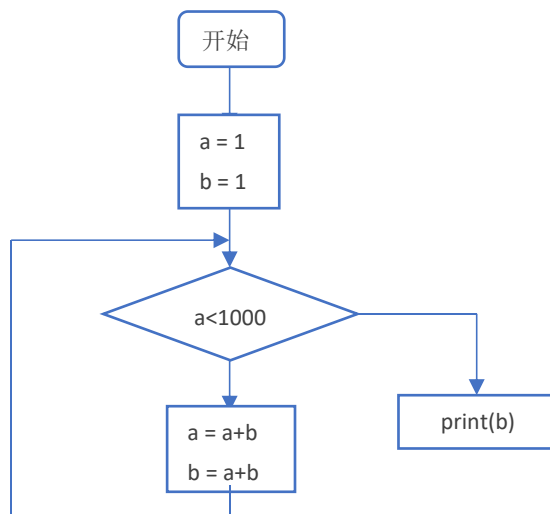 开始
a = 1
b = 1
a<1000
a = a+b
b = a+b
print(b)